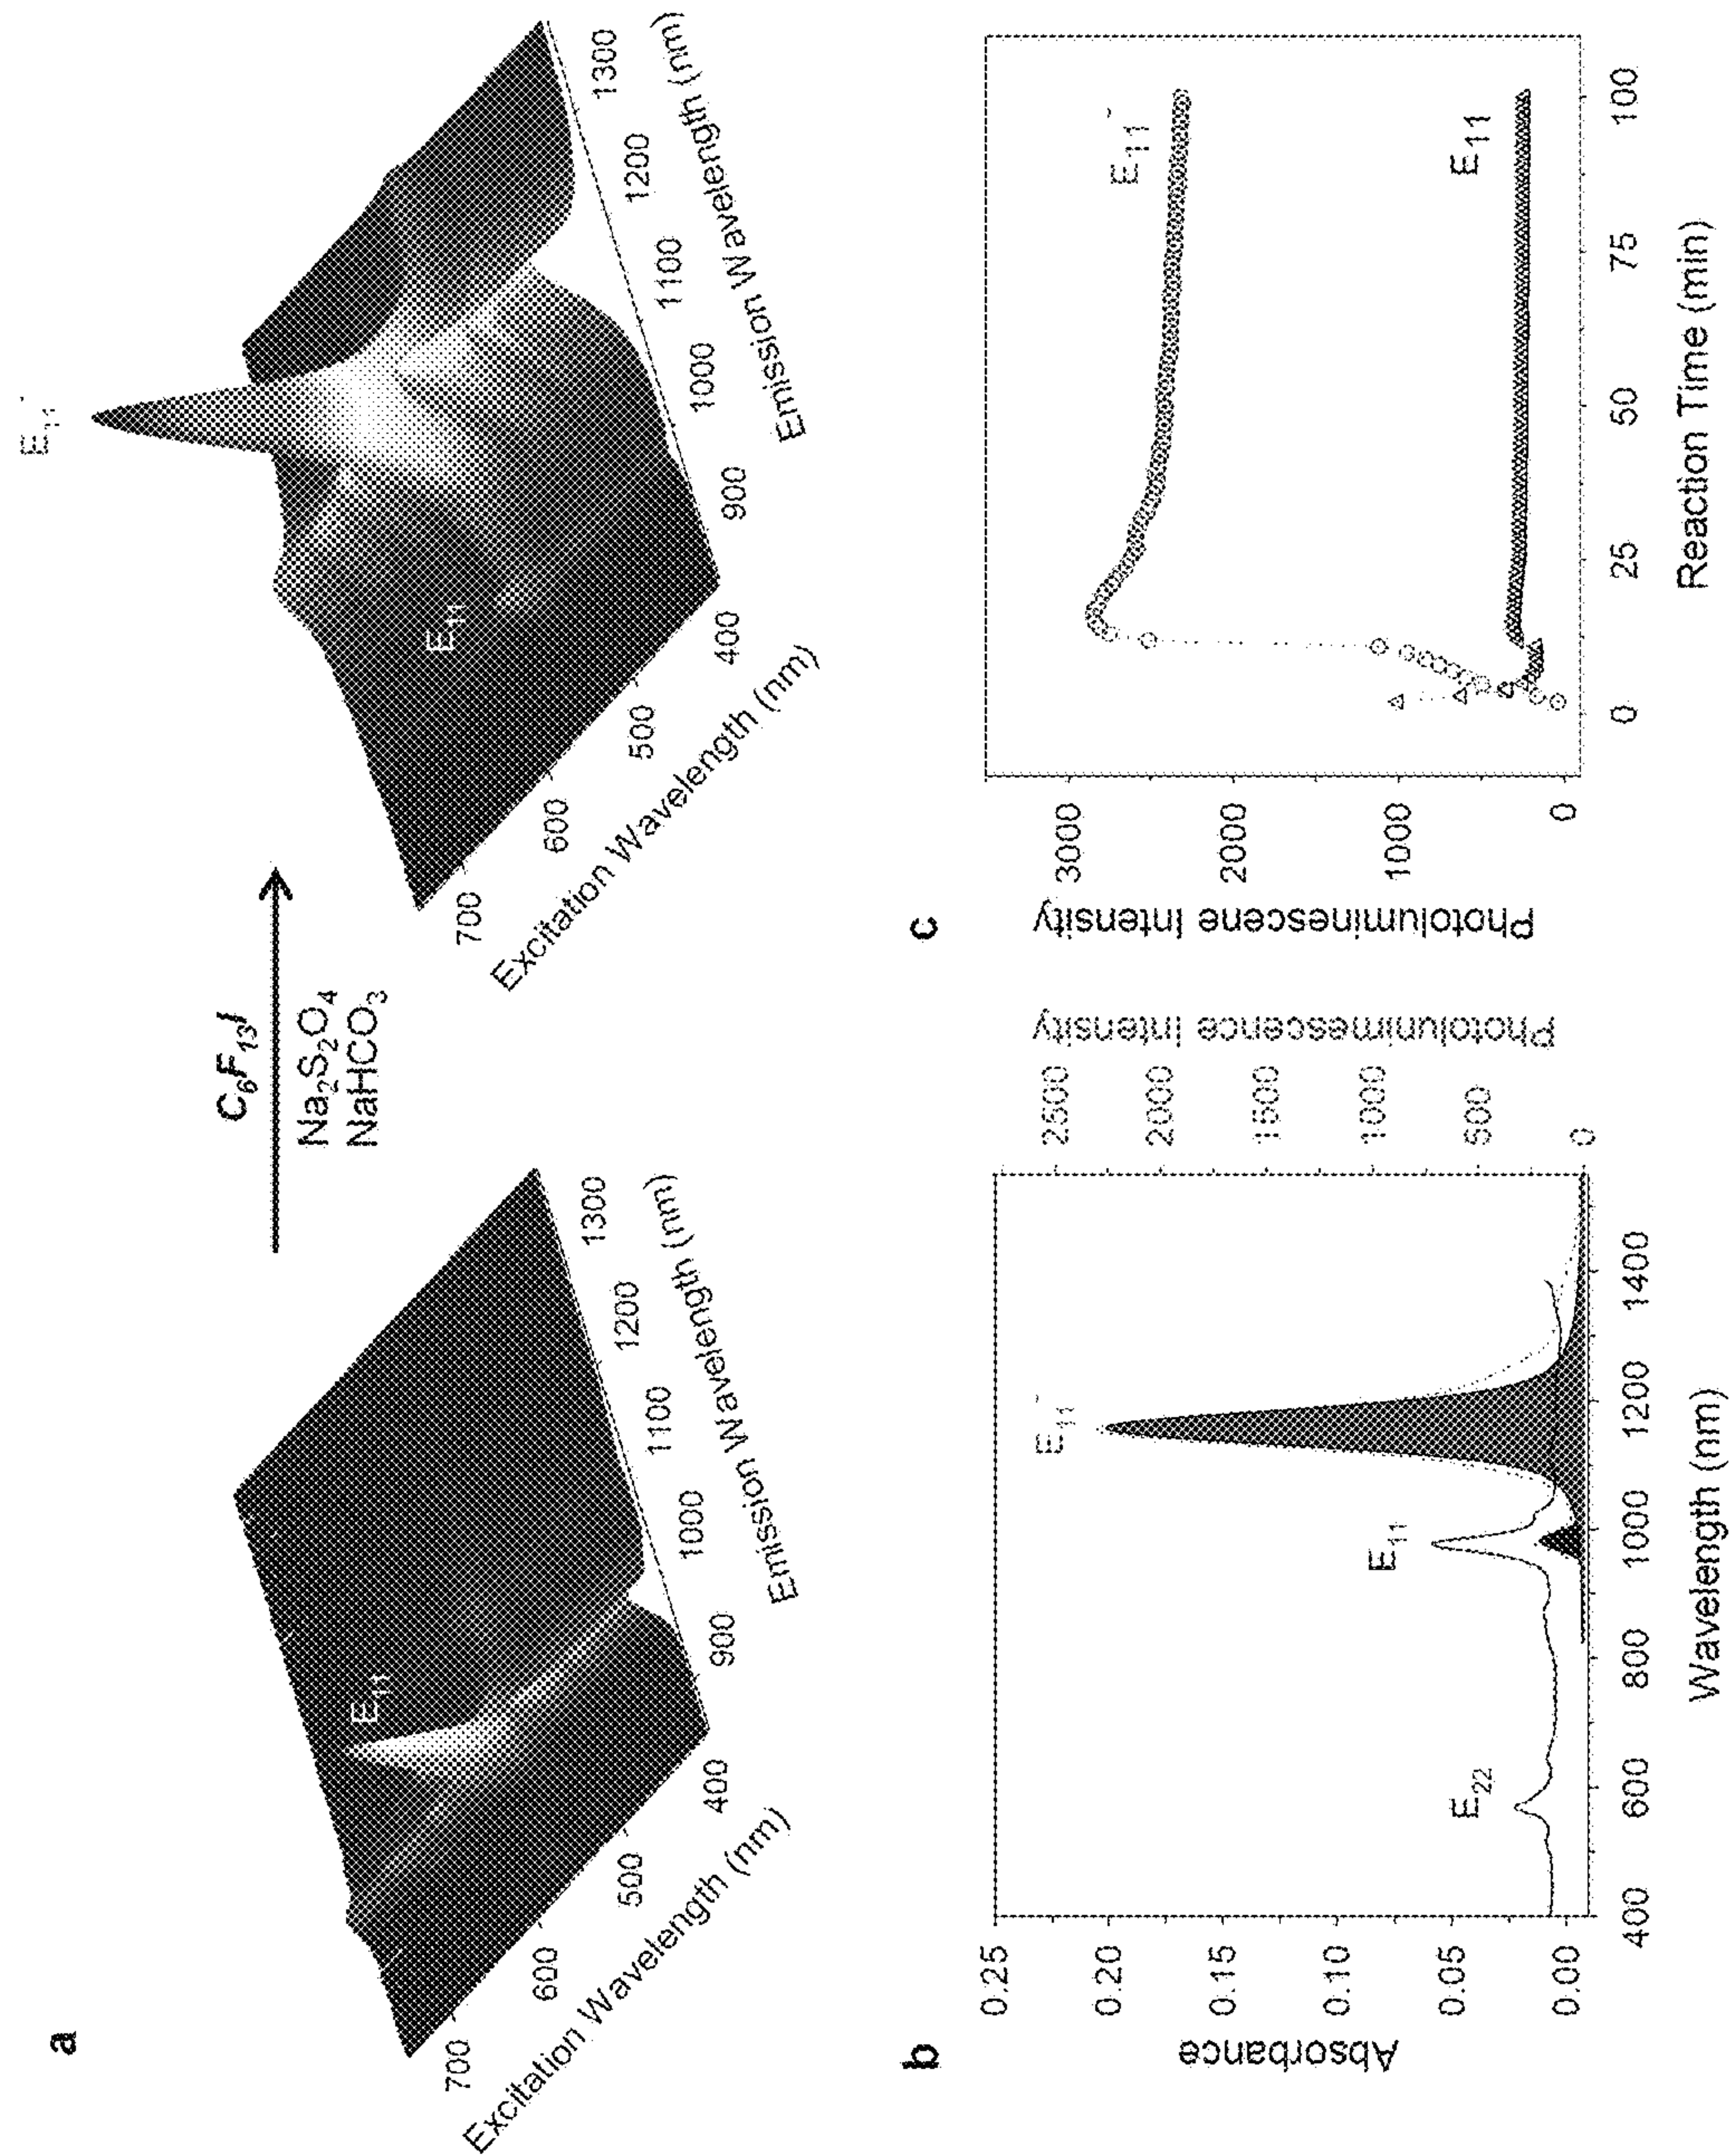 a
C₆F₁₃I
Na₂S₂O₄
NaHCO₃
E₁₁
700
600
500
400
Excitation Wavelength (nm)
900
1000
1100
1200
1300
Emission Wavelength (nm)
E₁₁⁻
E₁₁
700
600
500
400
Excitation Wavelength (nm)
900
1000
1100
1200
1300
Emission Wavelength (nm)
b
Absorbance
0.25
0.20
0.15
0.10
0.05
0.00
E₂₂
E₁₁
E₁₁⁻
400
600
800
1000
1200
1400
Wavelength (nm)
2500
2000
1500
1000
500
0
Photolunimescence Intensity
c
Photoluminescene Intensity
3000
2000
1000
0
E₁₁⁻
E₁₁
0
25
50
75
100
Reaction Time (min)